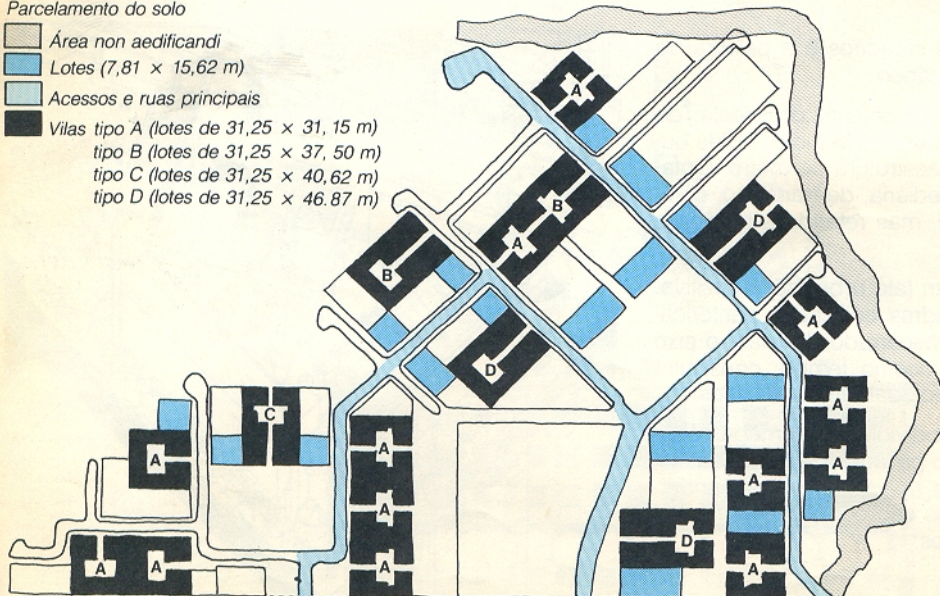 Parcelamento do solo
Área non aedificandi
Lotes (7,81 × 15,62 m)
Acessos e ruas principais
Vilas tipo A (lotes de 31,25 × 31, 15 m)
tipo B (lotes de 31,25 × 37, 50 m)
tipo C (lotes de 31,25 × 40,62 m)
tipo D (lotes de 31,25 × 46.87 m)
A
B
D
A
B
A
D
A
C
A
A
A
A
A
D
A
A
A
A
A